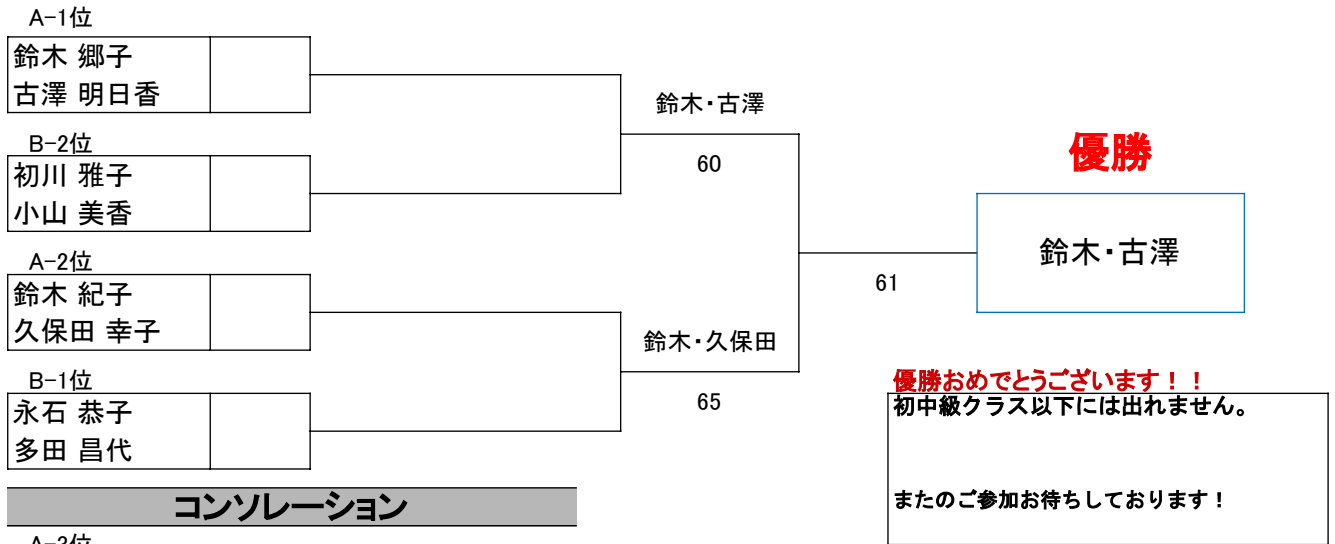 A-1位
鈴木 郷子
古澤 明日香
鈴木・古澤
60
B-2位
初川 雅子
小山 美香
優勝
鈴木・古澤
61
A-2位
鈴木 紀子
久保田 幸子
鈴木・久保田
65
B-1位
永石 恭子
多田 昌代
優勝おめでとうございます！！
初中級クラス以下には出れません。
またのご参加お待ちしております！
コンソレーション
A-3位